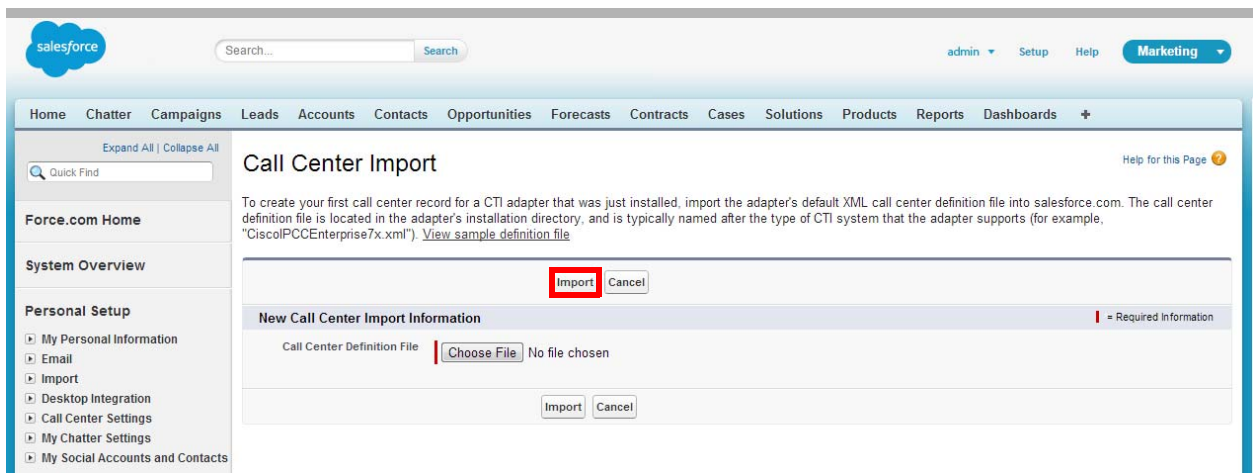 salesforce
Search...
Search
admin
Setup
Help
Marketing
Home Chatter Campaigns Leads Accounts Contacts Opportunities Forecasts Contracts Cases Solutions Products Reports Dashboards +
Expand All | Collapse All
Quick Find
Force.com Home
System Overview
Personal Setup
My Personal Information
Email
Import
Desktop Integration
Call Center Settings
My Chatter Settings
My Social Accounts and Contacts
Call Center Import
Help for this Page ?
To create your first call center record for a CTI adapter that was just installed, import the adapter's default XML call center definition file into salesforce.com. The call center
definition file is located in the adapter's installation directory, and is typically named after the type of CTI system that the adapter supports (for example,
"CiscoIPCCEnterprise7x.xml"). View sample definition file
Import Cancel
New Call Center Import Information
= Required Information
Call Center Definition File
Choose File No file chosen
Import Cancel